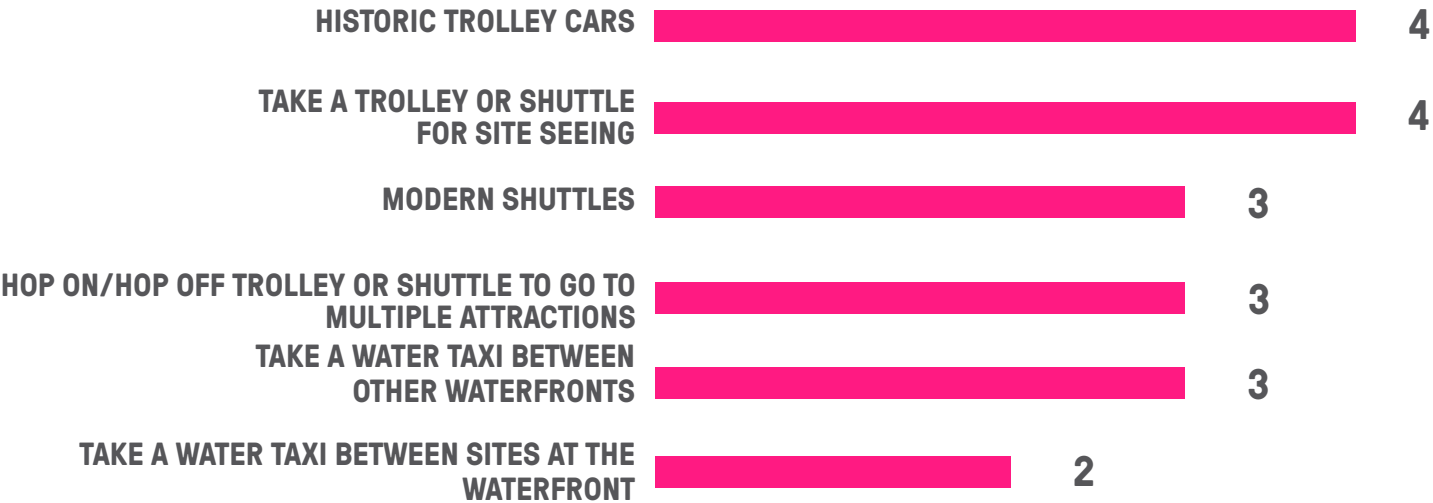 HISTORIC TROLLEY CARS
4
TAKE A TROLLEY OR SHUTTLE
FOR SITE SEEING
4
MODERN SHUTTLES
3
HOP ON/HOP OFF TROLLEY OR SHUTTLE TO GO TO
MULTIPLE ATTRACTIONS
3
TAKE A WATER TAXI BETWEEN
OTHER WATERFRONTS
3
TAKE A WATER TAXI BETWEEN SITES AT THE
WATERFRONT
2